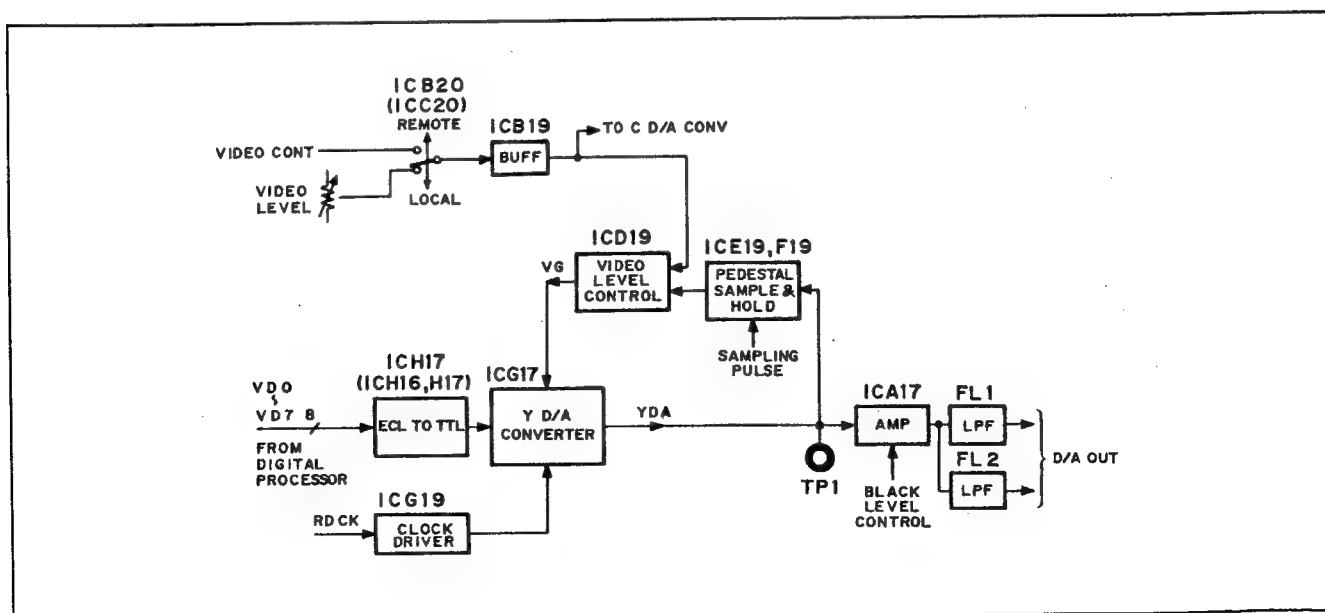 ICB20
(ICC20)
REMOTE
ICB19
TO C D/A CONV
VIDEO CONT
BUFF
VIDEO
LEVEL
LOCAL
ICD19
ICE19, F19
VG
VIDEO
LEVEL
CONTROL
PEDESTAL
SAMPLE &
HOLD
SAMPLING
PULSE
ICH17
(ICH16, H17)
ICG17
VD0
VD7 8
FROM
DIGITAL
PROCESSOR
ECL TO TTL
Y D/A
CONVERTER
YDA
TP1
ICA17
AMP
BLACK
LEVEL
CONTROL
FL1
LPF
FL2
LPF
D/A OUT
ICG19
RDCK
CLOCK
DRIVER